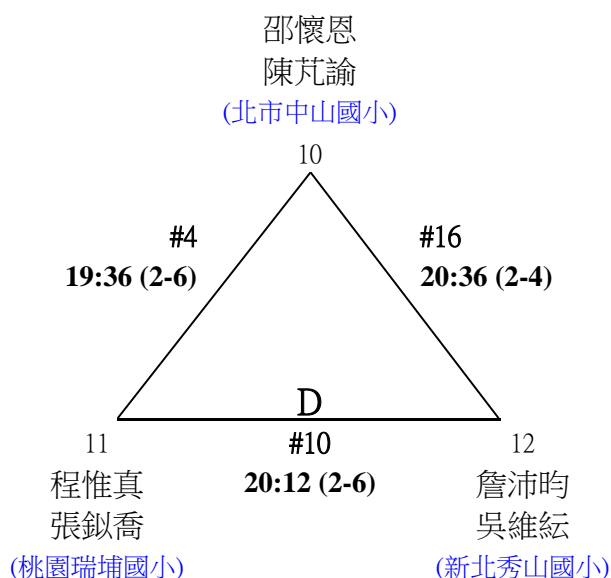 邵懷恩
陳芃諭
(北市中山國小)
10
#4
19:36 (2-6)
#16
20:36 (2-4)
D
11
#10
12
程惟真
20:12 (2-6)
詹沛昀
張鈊喬
吳維紜
(桃園瑞埔國小)
(新北秀山國小)